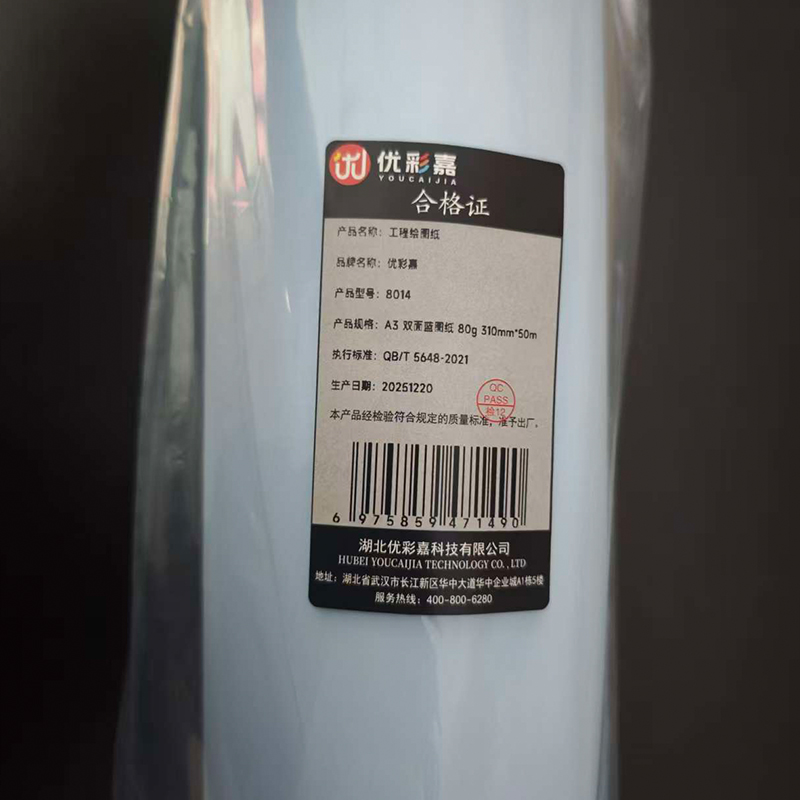 优彩嘉
YOUCAIJIA
合格证
产品名称：工程绘图纸
品牌名称：优彩嘉
产品型号：8014
产品规格：A3 双面蓝图纸 80g 310mm*50m
执行标准：QB/T 5648-2021
生产日期：20251220
QC
PASS
检12
本产品经检验符合规定的质量标准，准予出厂。
6 975859 471490
湖北优彩嘉科技有限公司
HUBEI YOUCAIJIA TECHNOLOGY CO.,LTD
地址：湖北省武汉市长江新区华中大道华中企业城A1栋5楼
服务热线：400-800-6280